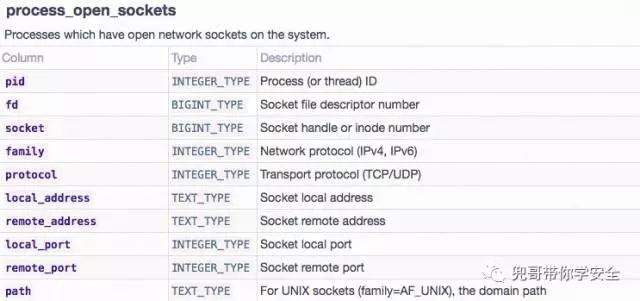 process_open_sockets
Processes which have open network sockets on the system.
Column Type Description
pid INTEGER_TYPE Process (or thread) ID
fd BIGINT_TYPE Socket file descriptor number
socket BIGINT_TYPE Socket handle or inode number
family INTEGER_TYPE Network protocol (IPv4, IPv6)
protocol INTEGER_TYPE Transport protocol (TCP/UDP)
local_address TEXT_TYPE Socket local address
remote_address TEXT_TYPE Socket remote address
local_port INTEGER_TYPE Socket local port
remote_port INTEGER_TYPE Socket remote port
path TEXT_TYPE For UNIX sockets (family=AF_UNIX), the domain path
兜哥带你学安全